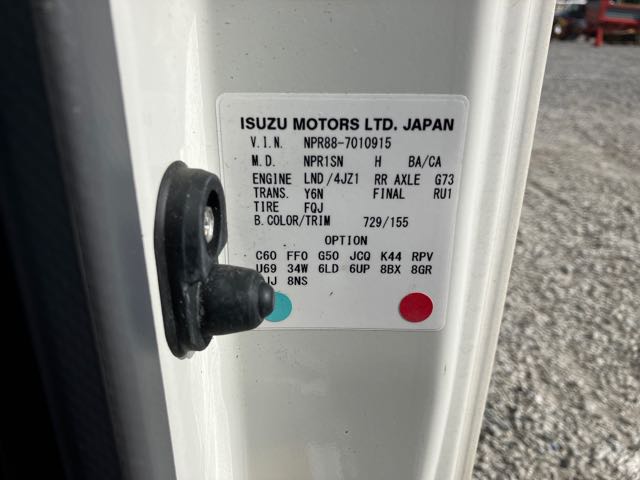 ISUZU MOTORS LTD. JAPAN
V.I.N. NPR88-7010915
M.D. NPR1SN H BA/CA
ENGINE LND/4JZ1 RR AXLE G73
TRANS. Y6N FINAL RU1
TIRE FQJ
B.COLOR/TRIM 729/155
OPTION
C60 FF0 G50 JCQ K44 RPV
U69 34W 6LD 6UP 8BX 8GR
8NS